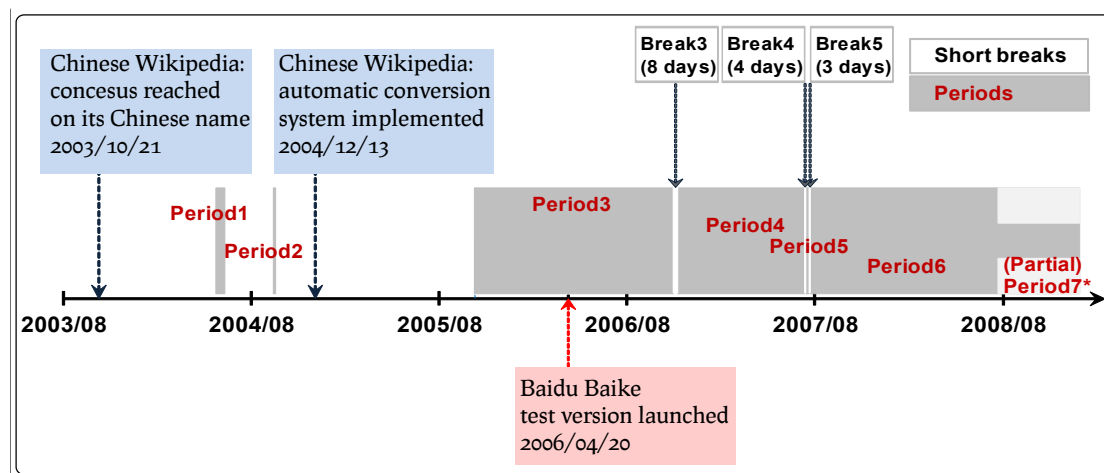 Chinese Wikipedia:
concesus reached
on its Chinese name
2003/10/21
Chinese Wikipedia:
automatic conversion
system implemented
2004/12/13
Break3
(8 days)
Break4
(4 days)
Break5
(3 days)
Short breaks
Periods
Period1
Period2
Period3
Period4
Period5
Period6
(Partial)
Period7*
2003/08
2004/08
2005/08
2006/08
2007/08
2008/08
Baidu Baike
test version launched
2006/04/20